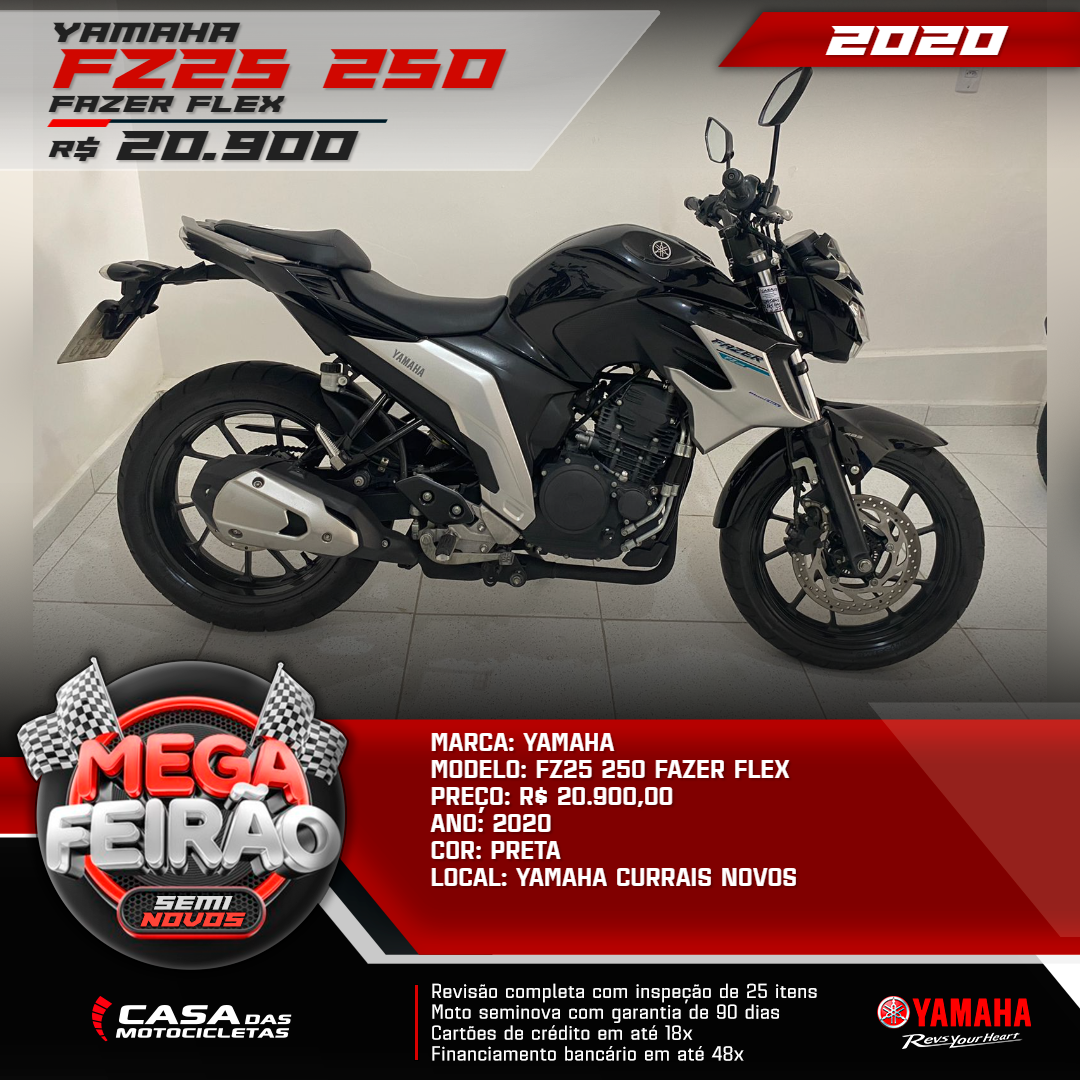 YAMAHA
FZ25 250
FAZER FLEX
R$ 20.900
2020
YAMAHA
FAZER
MEGA
FEIRÃO
SEMI
NOVOS
MARCA: YAMAHA
MODELO: FZ25 250 FAZER FLEX
PREÇO: R$ 20.900,00
ANO: 2020
COR: PRETA
LOCAL: YAMAHA CURRAIS NOVOS
CASA DAS
MOTOCICLETAS
Revisão completa com inspeção de 25 itens
Moto seminova com garantia de 90 dias
Cartões de crédito em até 18x
Financiamento bancário em até 48x
YAMAHA
Revs Your Heart